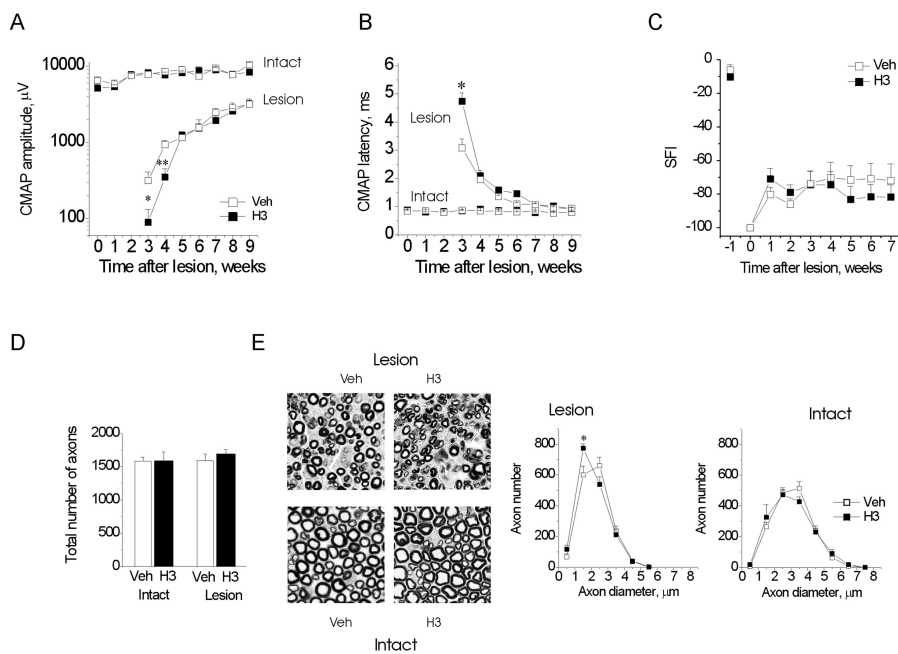 A
CMAP amplitude, μV
10000
1000
100
Intact
Lesion
*
**
Veh
H3
0 1 2 3 4 5 6 7 8 9
Time after lesion, weeks
B
CMAP latency, ms
6
5
4
3
2
1
0
*
Lesion
Intact
0 1 2 3 4 5 6 7 8 9
Time after lesion, weeks
C
SFI
0
-20
-40
-60
-80
-100
Veh
H3
-1 0 1 2 3 4 5 6 7
Time after lesion, weeks
D
Total number of axons
2000
1500
1000
500
0
Veh H3 Veh H3
Intact Lesion
E
Lesion
Veh H3
Veh H3
Intact
Lesion
Axon number
800
600
400
200
0
*
0 1 2 3 4 5 6 7 8
Axon diameter, μm
Intact
Axon number
800
600
400
200
0
Veh
H3
0 1 2 3 4 5 6 7 8
Axon diameter, μm